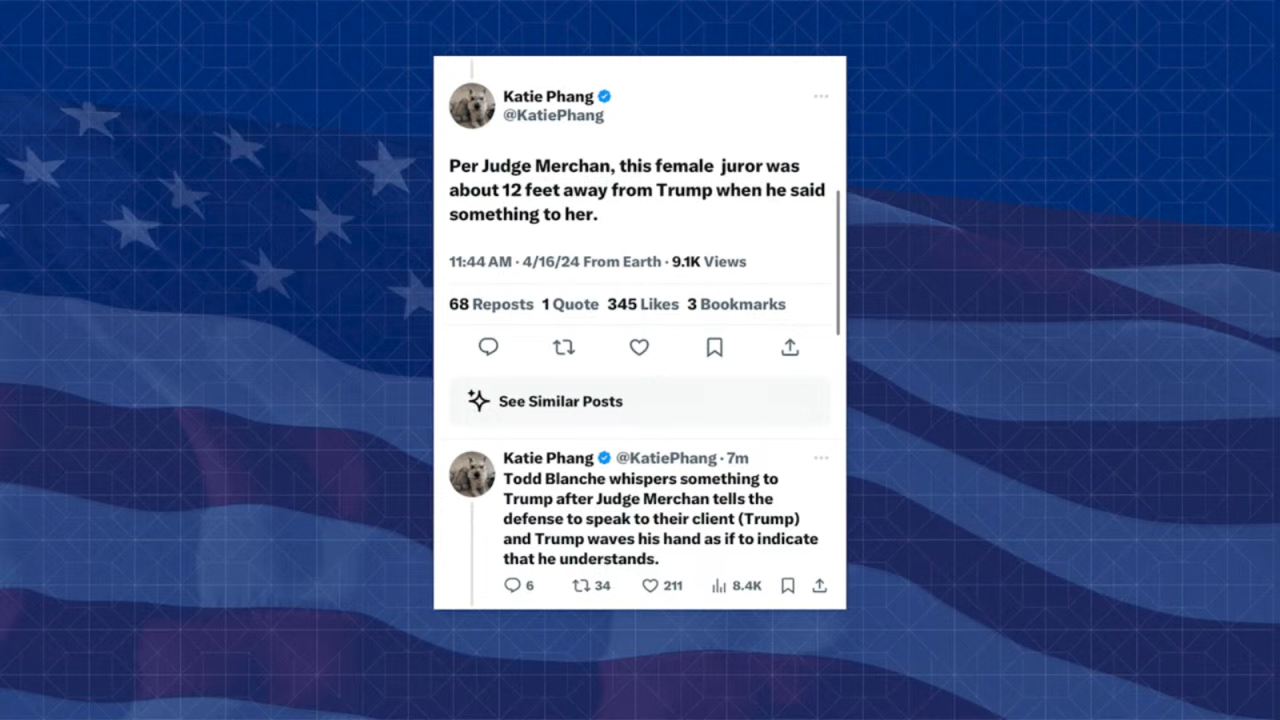 Katie Phang
@KatiePhang
Per Judge Merchan, this female juror was
about 12 feet away from Trump when he said
something to her.
11:44 AM · 4/16/24 From Earth · 9.1K Views
68 Reposts 1 Quote 345 Likes 3 Bookmarks
See Similar Posts
Katie Phang @KatiePhang · 7m
Todd Blanche whispers something to
Trump after Judge Merchan tells the
defense to speak to their client (Trump)
and Trump waves his hand as if to indicate
that he understands.
6 34 211 8.4K